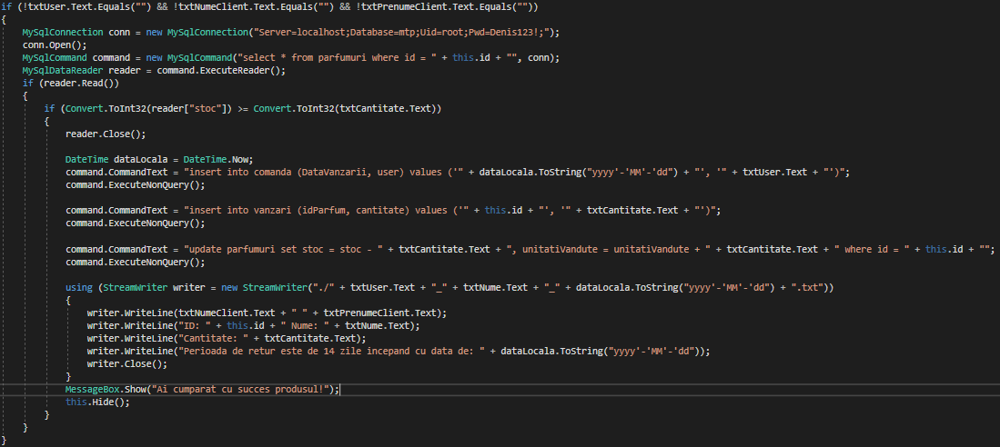 if (!txtUser.Text.Equals("") && !txtNumeClient.Text.Equals("") && !txtPrenumeClient.Text.Equals(""))
{
    MySqlConnection conn = new MySqlConnection("Server=localhost;Database=mtp;Uid=root;Pwd=Denis123!;");
    conn.Open();
    MySqlCommand command = new MySqlCommand("select * from parfumuri where id = " + this.id + "", conn);
    MySqlDataReader reader = command.ExecuteReader();
    if (reader.Read())
    {
        if (Convert.ToInt32(reader["stoc"]) >= Convert.ToInt32(txtCantitate.Text))
        {
            reader.Close();

            DateTime dataLocala = DateTime.Now;
            command.CommandText = "insert into comanda (DataVanzarii, user) values ('" + dataLocala.ToString("yyyy'-'MM'-'dd") + "', '" + txtUser.Text + "')";
            command.ExecuteNonQuery();

            command.CommandText = "insert into vanzari (idParfum, cantitate) values ('" + this.id + "', '" + txtCantitate.Text + "')";
            command.ExecuteNonQuery();

            command.CommandText = "update parfumuri set stoc = stoc - " + txtCantitate.Text + ", unitatiVandute = unitatiVandute + " + txtCantitate.Text + " where id = " + this.id + "";
            command.ExecuteNonQuery();

            using (StreamWriter writer = new StreamWriter("./" + txtUser.Text + "_" + txtNume.Text + "_" + dataLocala.ToString("yyyy'-'MM'-'dd") + ".txt"))
            {
                writer.WriteLine(txtNumeClient.Text + " " + txtPrenumeClient.Text);
                writer.WriteLine("ID: " + this.id + " Nume: " + txtNume.Text);
                writer.WriteLine("Cantitate: " + txtCantitate.Text);
                writer.WriteLine("Perioada de retur este de 14 zile incepand cu data de: " + dataLocala.ToString("yyyy'-'MM'-'dd"));
                writer.Close();
            }
            MessageBox.Show("Ai cumparat cu succes produsul!");
            this.Hide();
        }
    }
}